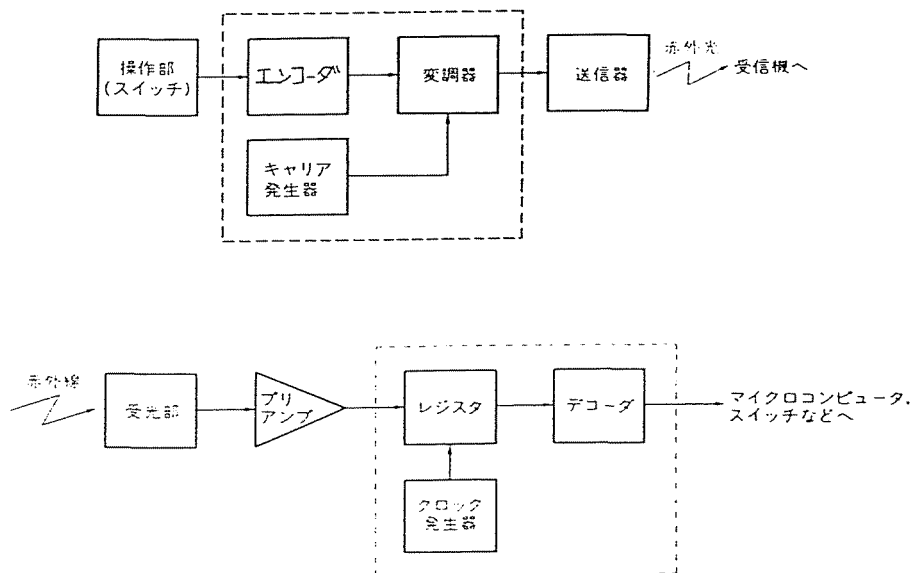 操作部
(スイッチ)
エンコーダ
変調器
送信器
赤外光
受信機へ
キャリア
発生器
赤外線
受光部
プリ
アンプ
レジスタ
デコーダ
マイクロコンピュータ,
スイッチなどへ
クロック
発生器